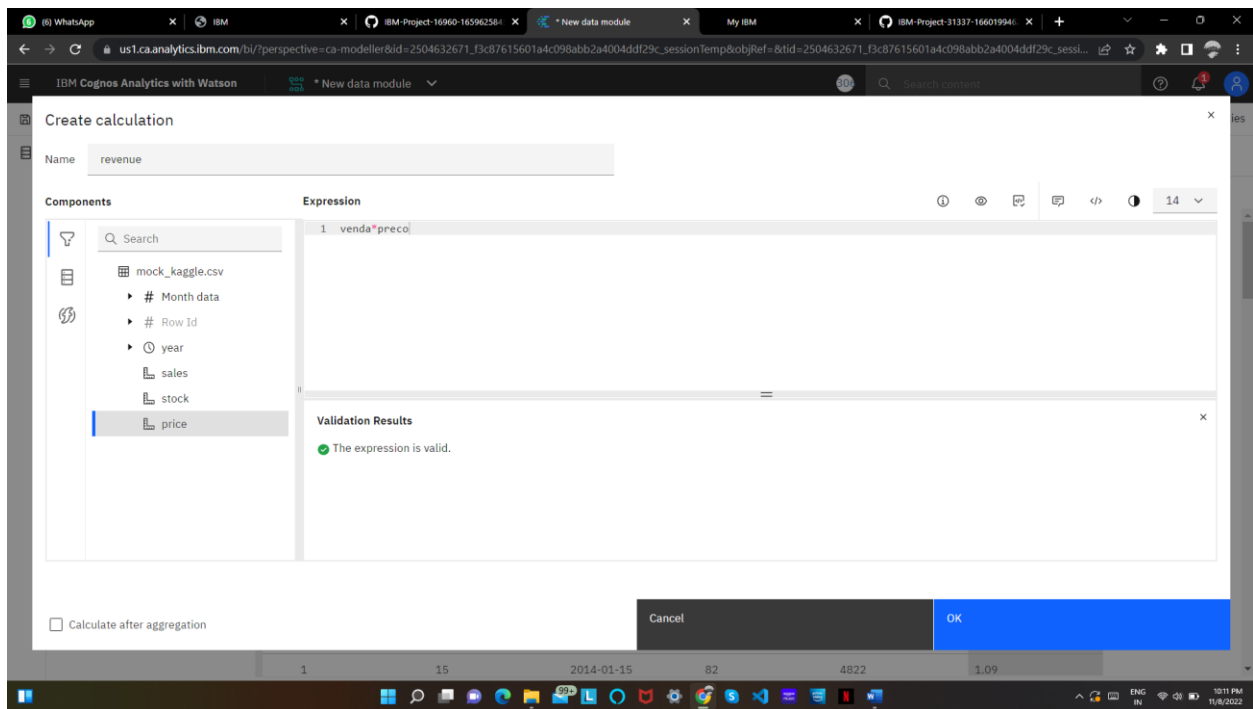 (6) WhatsApp IBM IBM-Project-16960-165962584 * New data module My IBM IBM-Project-31337-166019946
us1.ca.analytics.ibm.com/bi/?perspective=ca-modeller&id=2504632671_f3c87615601a4c098abb2a4004ddf29c_sessionTemp&objRef=&tid=2504632671_f3c87615601a4c098abb2a4004ddf29c_sessi...
IBM Cognos Analytics with Watson * New data module Search content 1
Create calculation ies
Name revenue
Components Expression 14
Search 1 venda*preco
mock_kaggle.csv
# Month data
# Row Id
year
sales
stock
price Validation Results
The expression is valid.
Calculate after aggregation Cancel OK
1 15 2014-01-15 82 4822 1.09
99+ ENG 10:11 PM
IN 11/8/2022